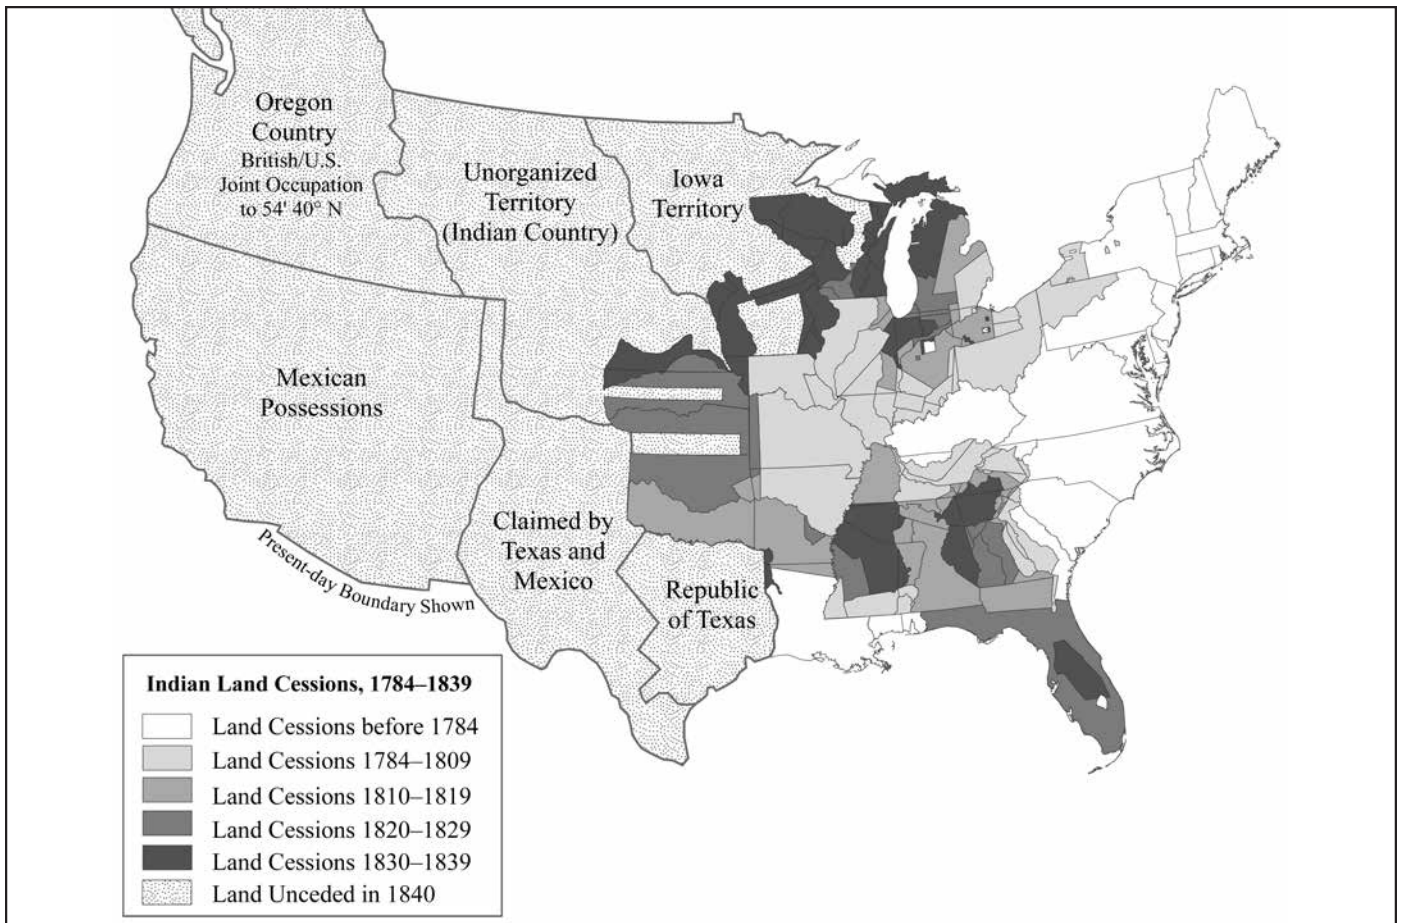 Oregon
Country
British/U.S.
Joint Occupation
to 54' 40° N
Unorganized
Territory
(Indian Country)
Iowa
Territory
Mexican
Possessions
Claimed by
Texas and
Mexico
Republic
of Texas
Present-day Boundary Shown
Indian Land Cessions, 1784–1839
Land Cessions before 1784
Land Cessions 1784–1809
Land Cessions 1810–1819
Land Cessions 1820–1829
Land Cessions 1830–1839
Land Unceded in 1840